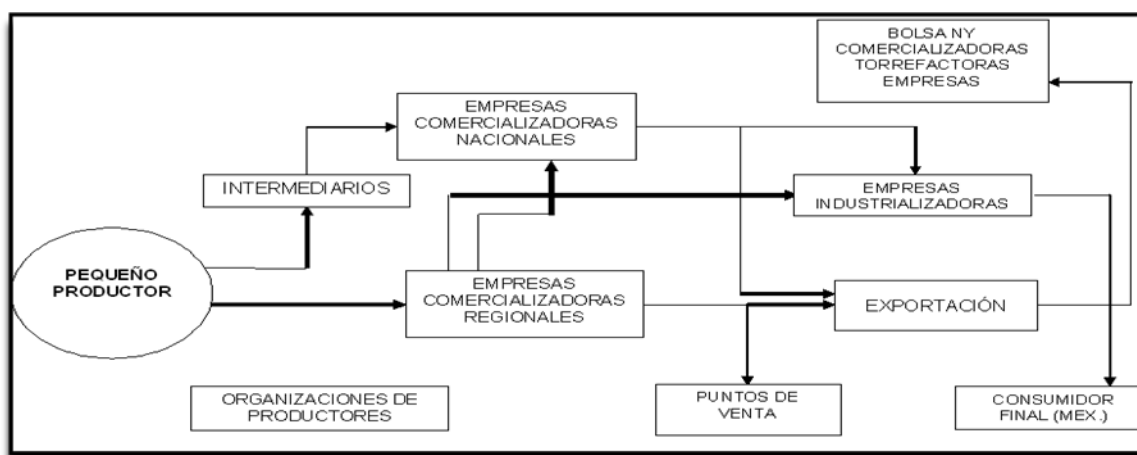 BOLSA NY
COMERCIALIZADORAS
TORREFACTORAS
EMPRESAS
EMPRESAS
COMERCIALIZADORAS
NACIONALES
INTERMEDIARIOS
EMPRESAS
INDUSTRIALIZADORAS
PEQUEÑO
PRODUCTOR
EMPRESAS
COMERCIALIZADORAS
REGIONALES
EXPORTACIÓN
ORGANIZACIONES DE
PRODUCTORES
PUNTOS DE
VENTA
CONSUMIDOR
FINAL (MEX.)